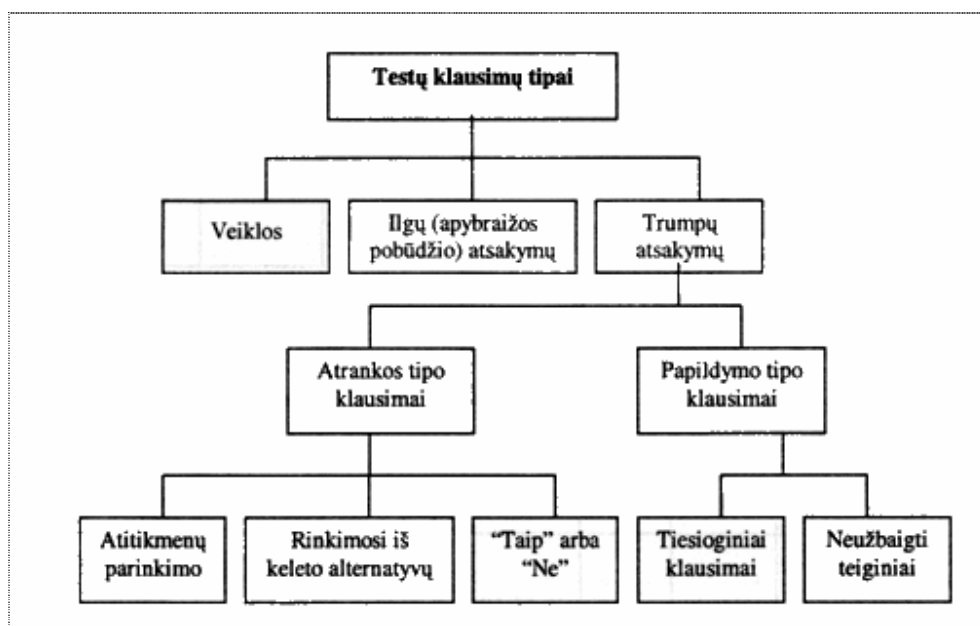 Testų klausimų tipai
Veiklos
Ilgų (apybraižos
pobūdžio) atsakymų
Trumpų
atsakymų
Atrankos tipo
klausimai
Papildymo tipo
klausimai
Atitikmenų
parinkimo
Rinkimosi iš
keleto alternatyvų
“Taip” arba
“Ne”
Tiesioginiai
klausimai
Neužbaigti
teiginiai